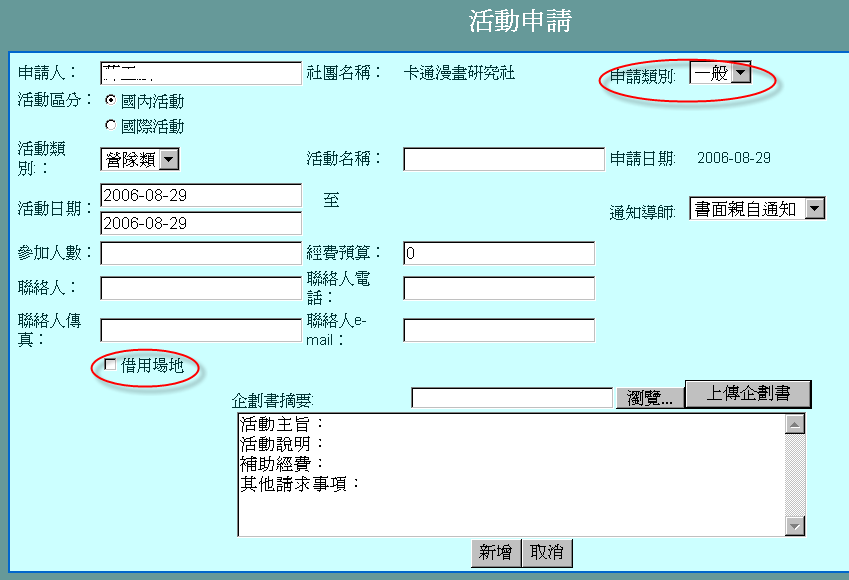 活動申請
申請人： 社團名稱： 卡通漫畫研究社 申請類別: 一般
活動區分： 國內活動
國際活動
活動類別:： 營隊類 活動名稱： 申請日期: 2006-08-29
活動日期： 2006-08-29 至
2006-08-29 通知導師: 書面親自通知
參加人數： 經費預算： 0
聯絡人： 聯絡人電話：
聯絡人傳真： 聯絡人e-mail：
借用場地
企劃書摘要: 瀏覽... 上傳企劃書
活動主旨：
活動說明：
補助經費：
其他請求事項：
新增 取消